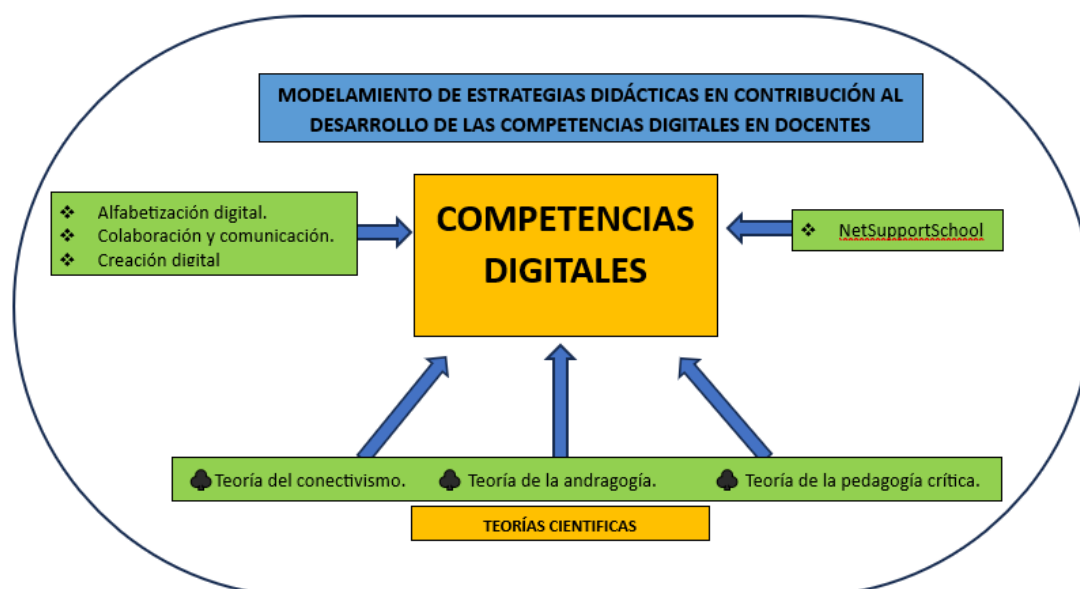 MODELAMIENTO DE ESTRATEGIAS DIDÁCTICAS EN CONTRIBUCIÓN AL
DESARROLLO DE LAS COMPETENCIAS DIGITALES EN DOCENTES
Alfabetización digital.
Colaboración y comunicación.
Creación digital
COMPETENCIAS
DIGITALES
NetSupportSchool
Teoría del conectivismo.
Teoría de la andragogía.
Teoría de la pedagogía crítica.
TEORÍAS CIENTIFICAS